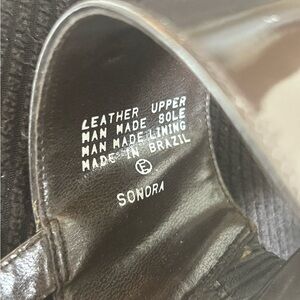 LEATHER UPPER
MAN MADE SOLE
MAN MADE LINING
MADE IN BRAZIL
E
SONORA